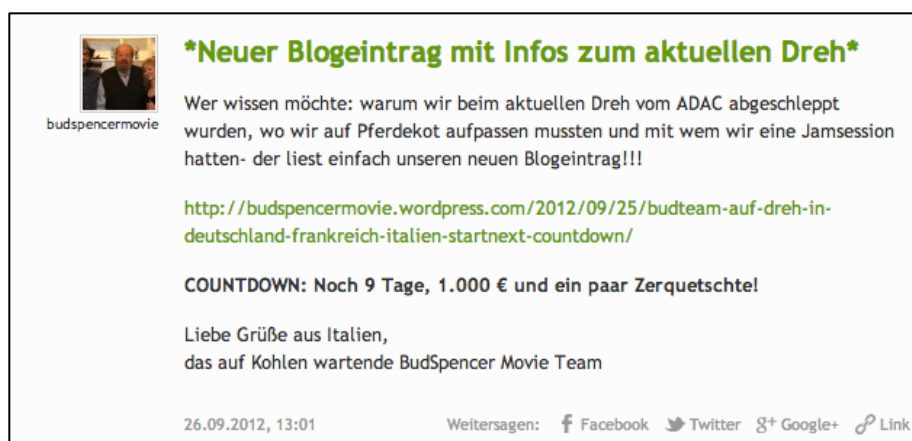 *Neuer Blogeintrag mit Infos zum aktuellen Dreh*
budspencermovie
Wer wissen möchte: warum wir beim aktuellen Dreh vom ADAC abgeschleppt
wurden, wo wir auf Pferdekot aufpassen mussten und mit wem wir eine Jamsession
hatten- der liest einfach unseren neuen Blogeintrag!!!
http://budspencermovie.wordpress.com/2012/09/25/budteam-auf-dreh-in-
deutschland-frankreich-italien-startnext-countdown/
COUNTDOWN: Noch 9 Tage, 1.000 € und ein paar Zerquetschte!
Liebe Grüße aus Italien,
das auf Kohlen wartende BudSpencer Movie Team
26.09.2012, 13:01 Weitersagen: Facebook Twitter Google+ Link